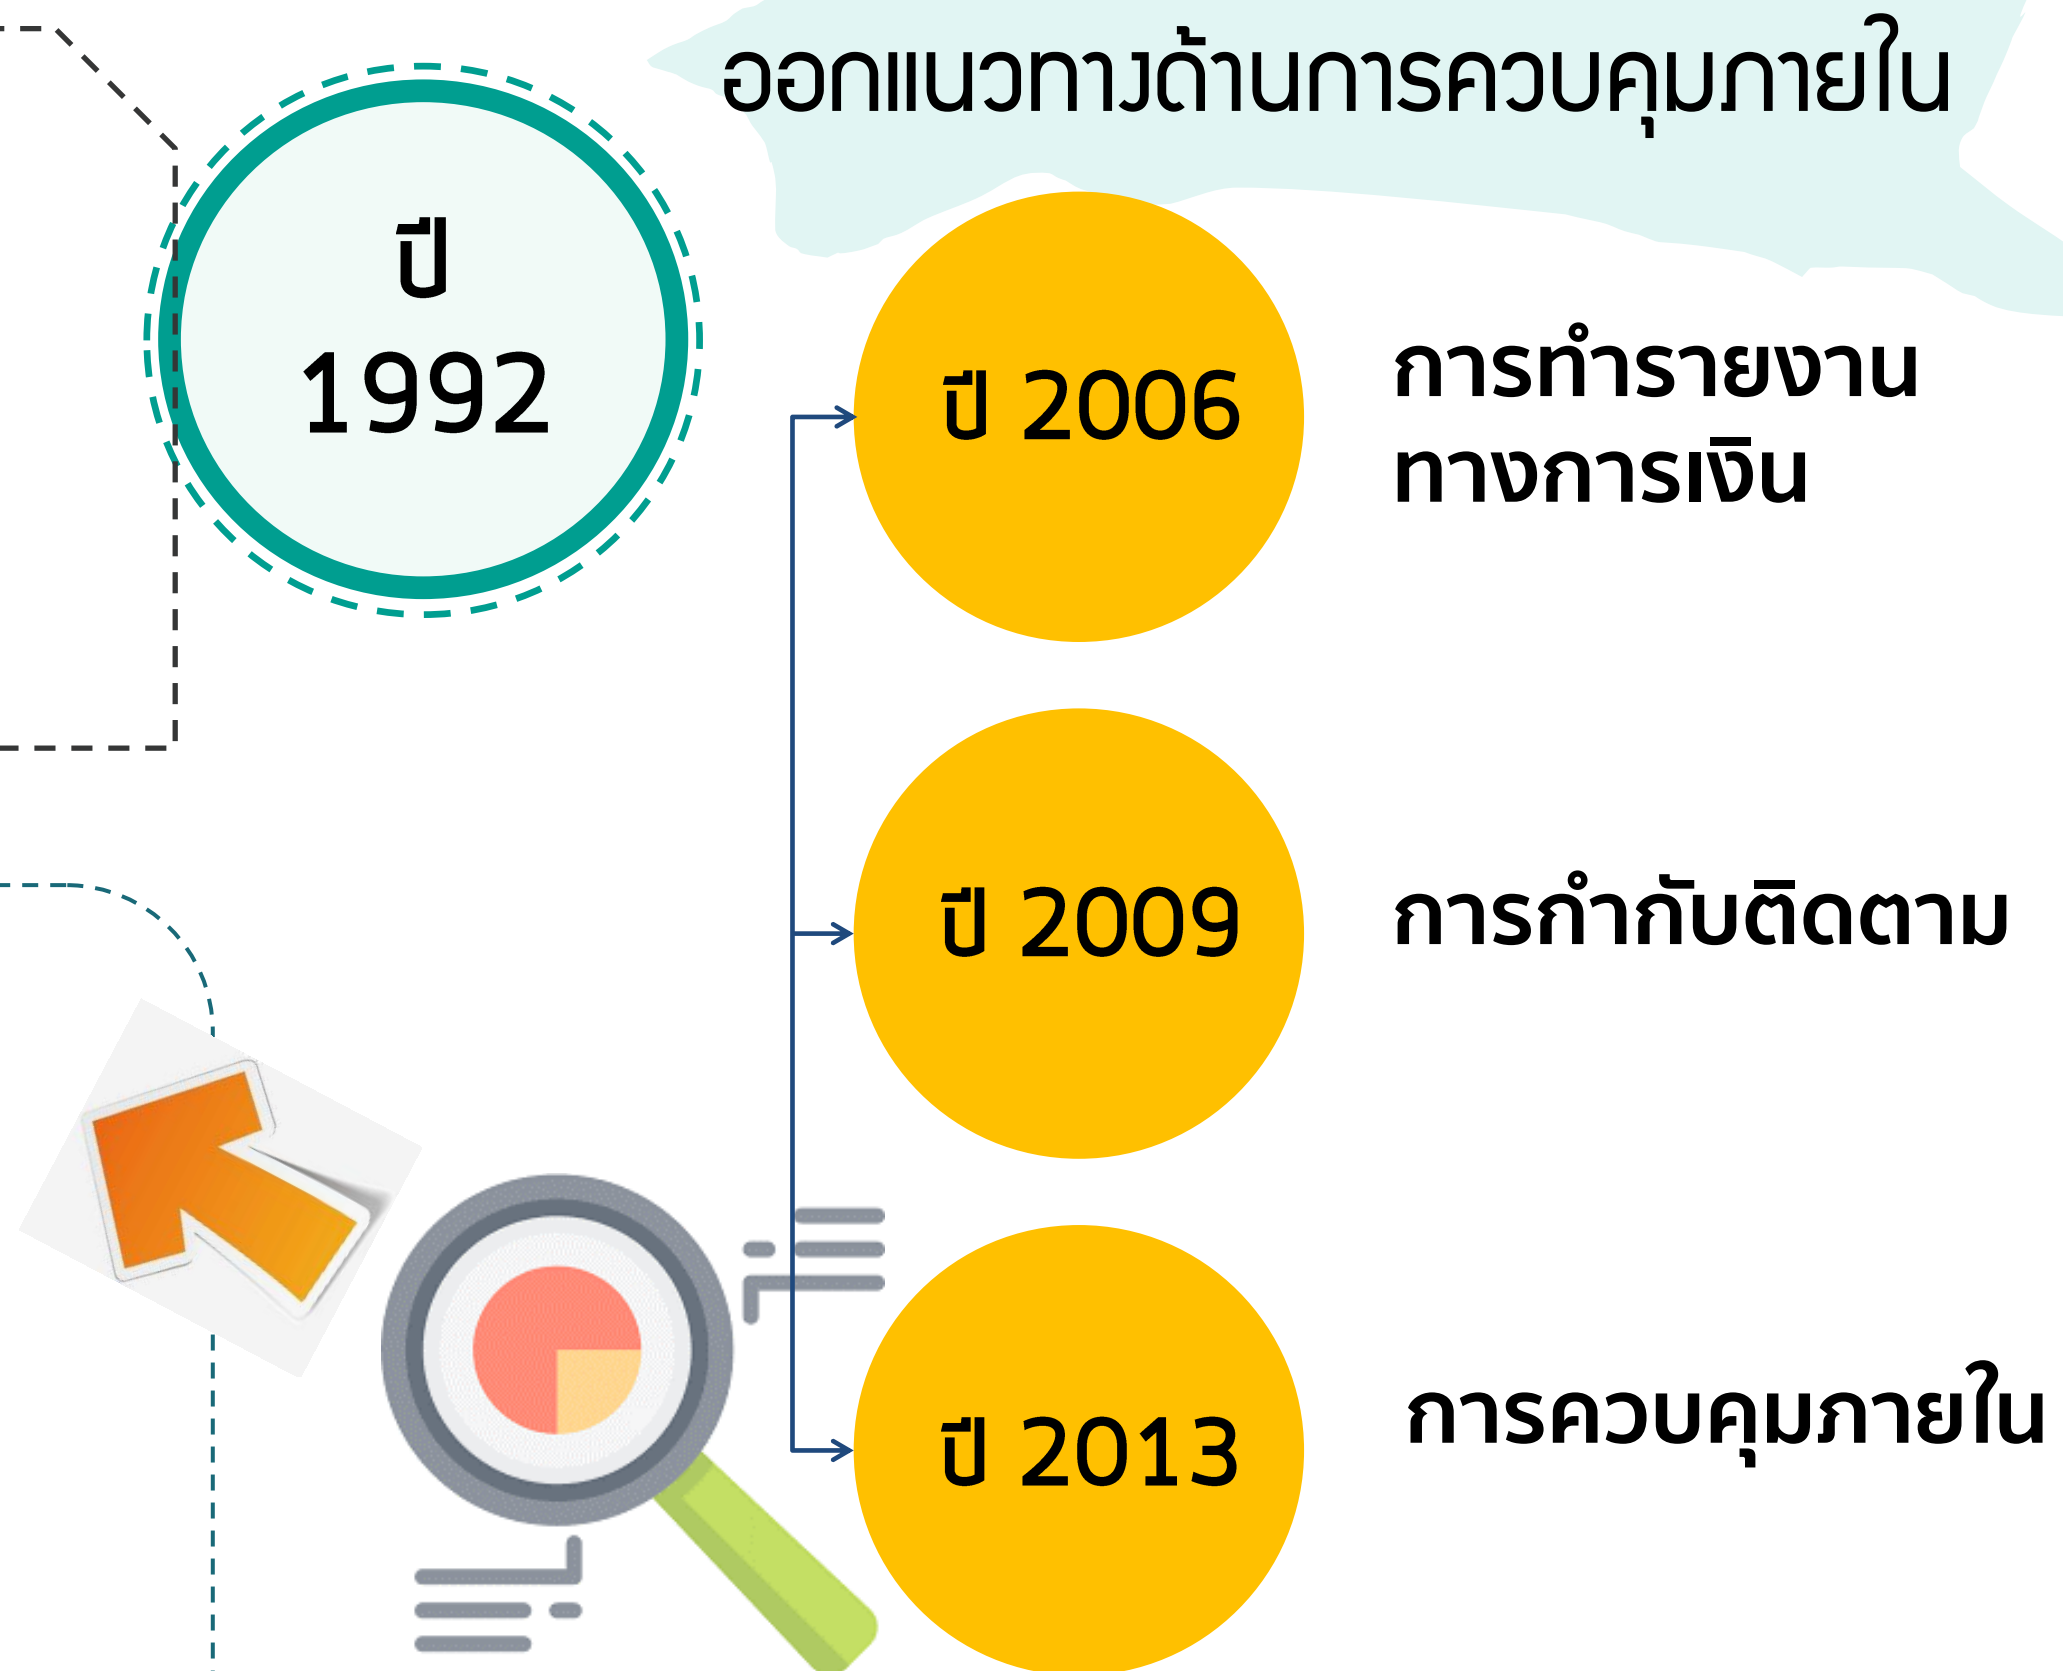 ออกแนวทางด้านการควบคุมภายใน
ปี
1992
ปี 2006
การทำรายงาน
ทางการเงิน
ปี 2009
การกำกับติดตาม
ปี 2013
การควบคุมภายใน